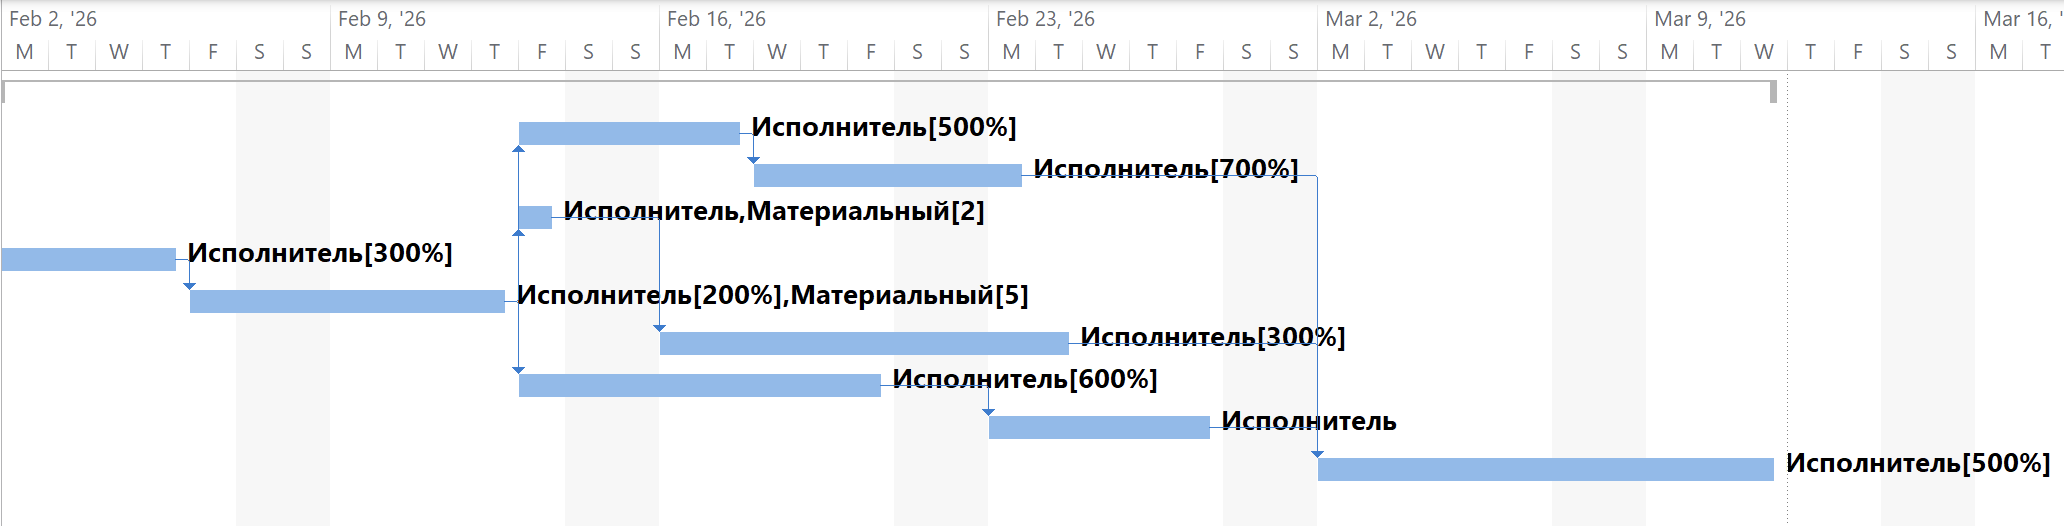 Feb 2, '26 Feb 9, '26 Feb 16, '26 Feb 23, '26 Mar 2, '26 Mar 9, '26 Mar 16, '
M T W T F S S M T W T F S S M T W T F S S M T W T F S S M T W T F S S M T W T F S S M T
Исполнитель[500%]
Исполнитель[700%]
Исполнитель,Материальный[2]
Исполнитель[300%]
Исполнитель[200%],Материальный[5]
Исполнитель[300%]
Исполнитель[600%]
Исполнитель
Исполнитель[500%]